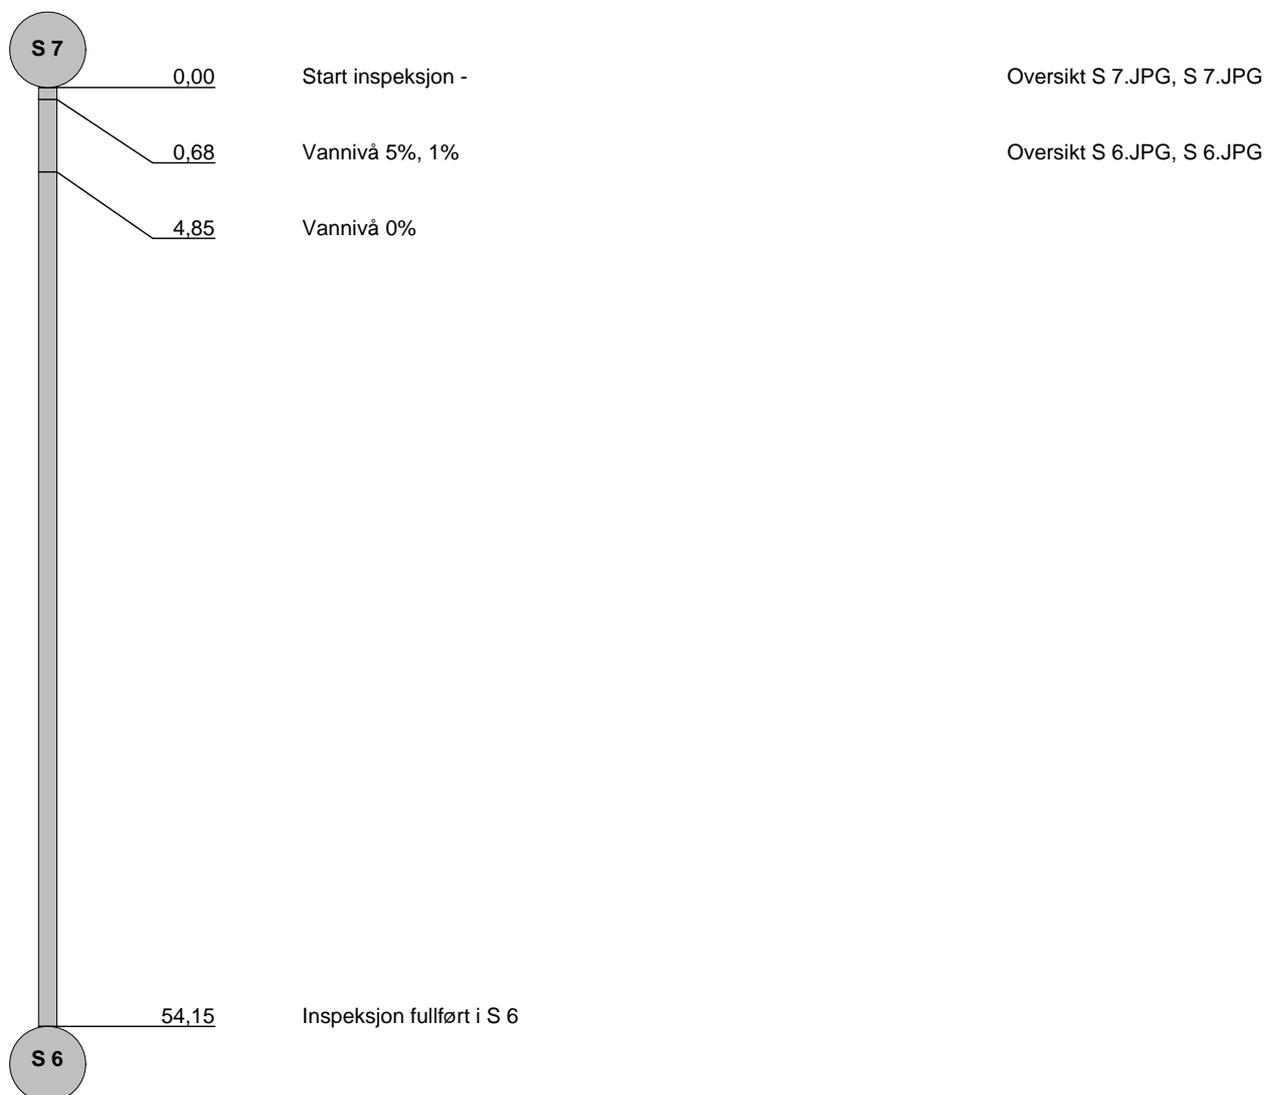 S 7
0,00 Start inspeksjon - Oversikt S 7.JPG, S 7.JPG
0,68 Vannivå 5%, 1% Oversikt S 6.JPG, S 6.JPG
4,85 Vannivå 0%
54,15 Inspeksjon fullført i S 6
S 6